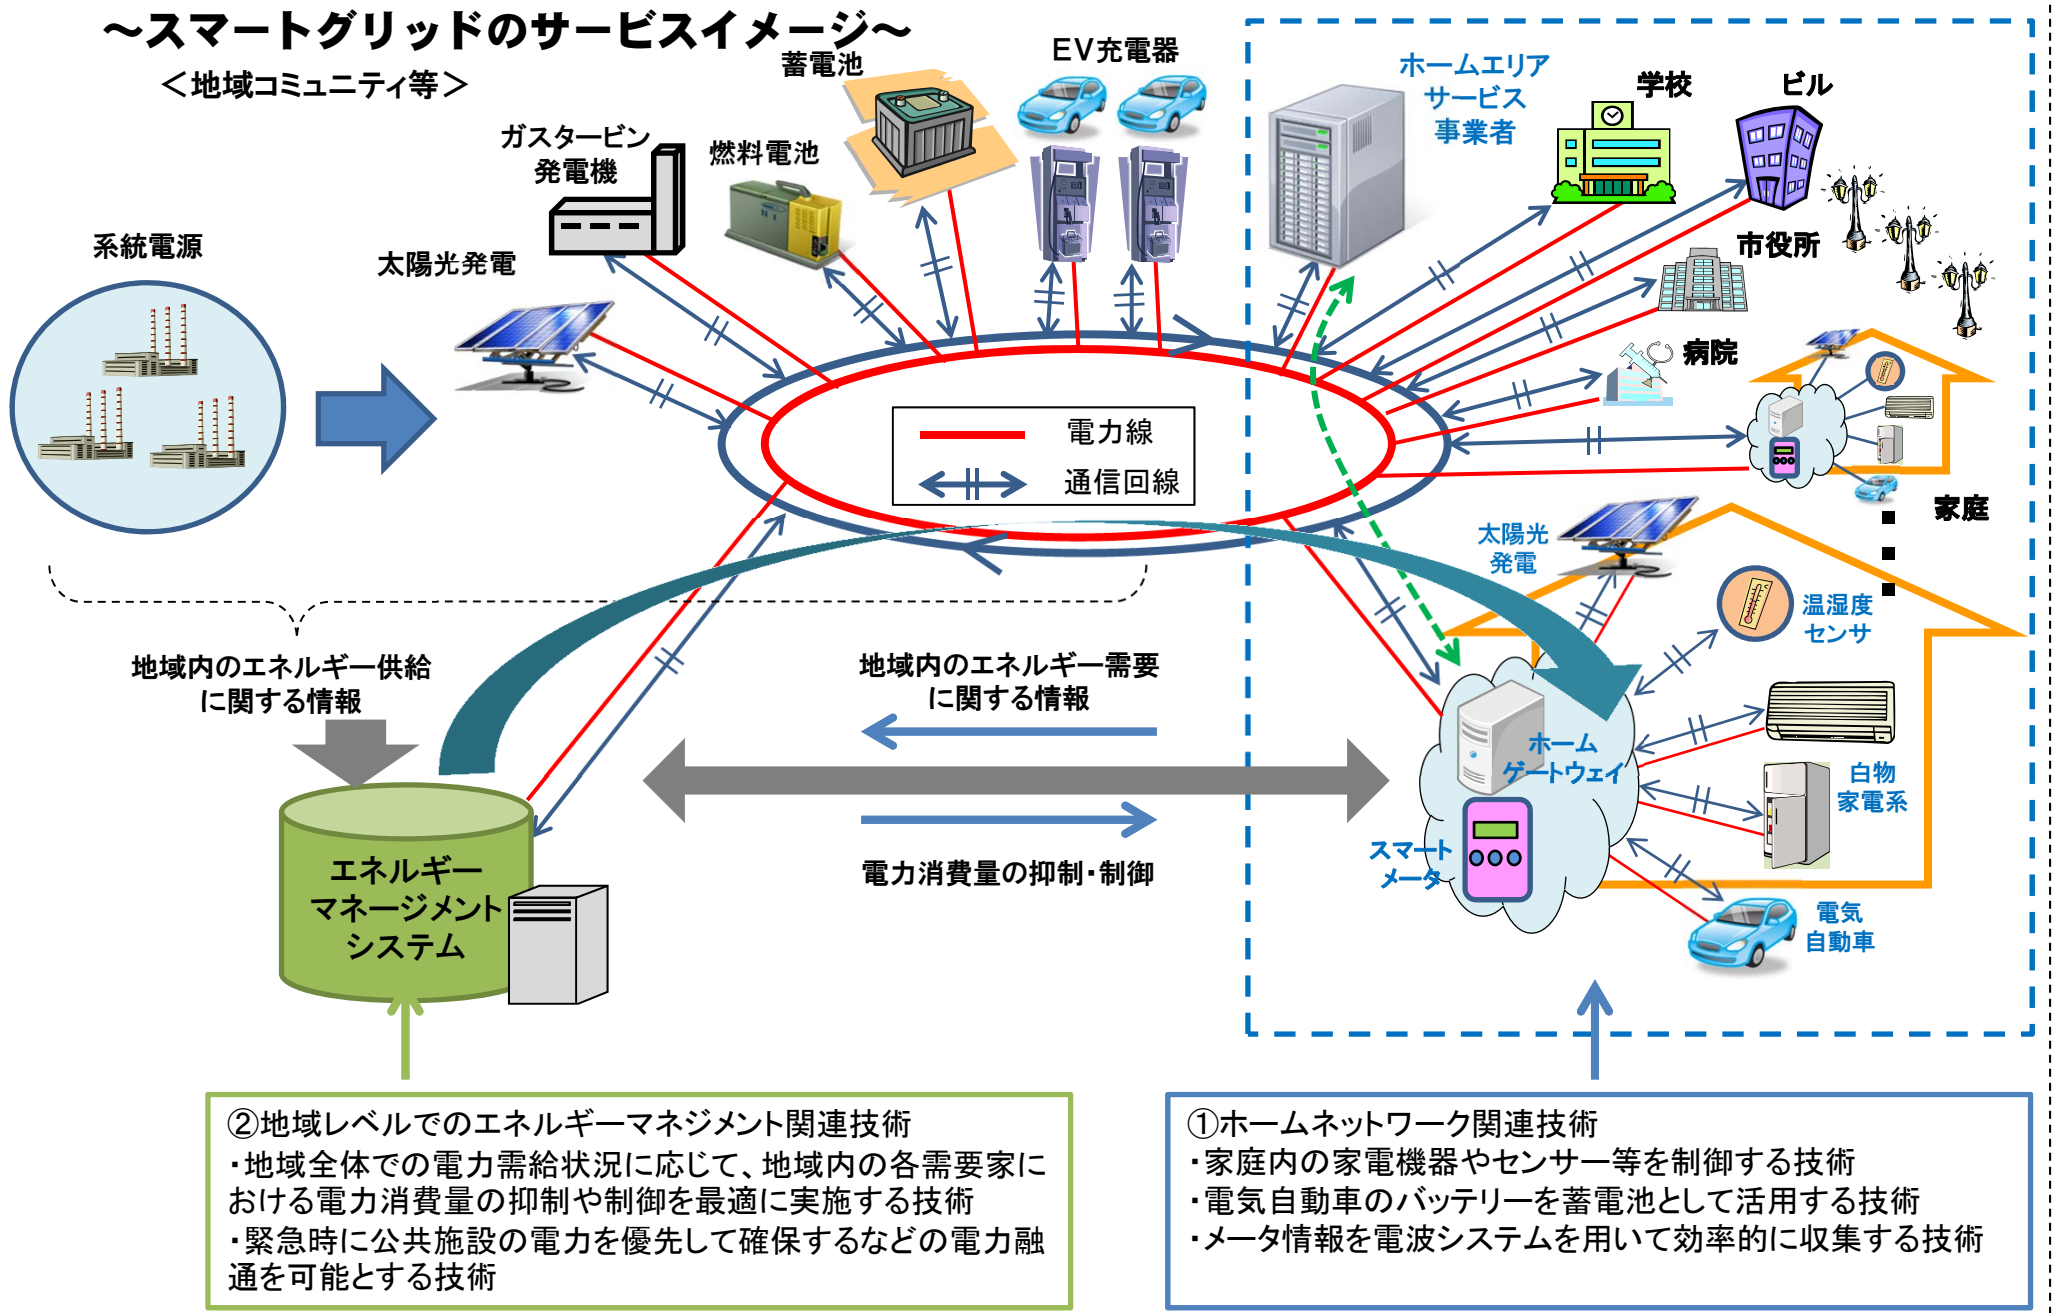 ～スマートグリッドのサービスイメージ～
＜地域コミュニティ等＞
蓄電池
EV充電器
ホームエリア
サービス
事業者
学校
ビル
ガスタービン
発電機
燃料電池
系統電源
太陽光発電
市役所
病院
電力線
通信回線
家庭
太陽光
発電
温湿度
センサ
地域内のエネルギー供給
に関する情報
地域内のエネルギー需要
に関する情報
ホーム
ゲートウェイ
白物
家電系
スマート
メータ
電力消費量の抑制・制御
エネルギー
マネージメント
システム
電気
自動車
②地域レベルでのエネルギーマネジメント関連技術
・地域全体での電力需給状況に応じて、地域内の各需要家に
おける電力消費量の抑制や制御を最適に実施する技術
・緊急時に公共施設の電力を優先して確保するなどの電力融
通を可能とする技術
①ホームネットワーク関連技術
・家庭内の家電機器やセンサー等を制御する技術
・電気自動車のバッテリーを蓄電池として活用する技術
・メータ情報を電波システムを用いて効率的に収集する技術